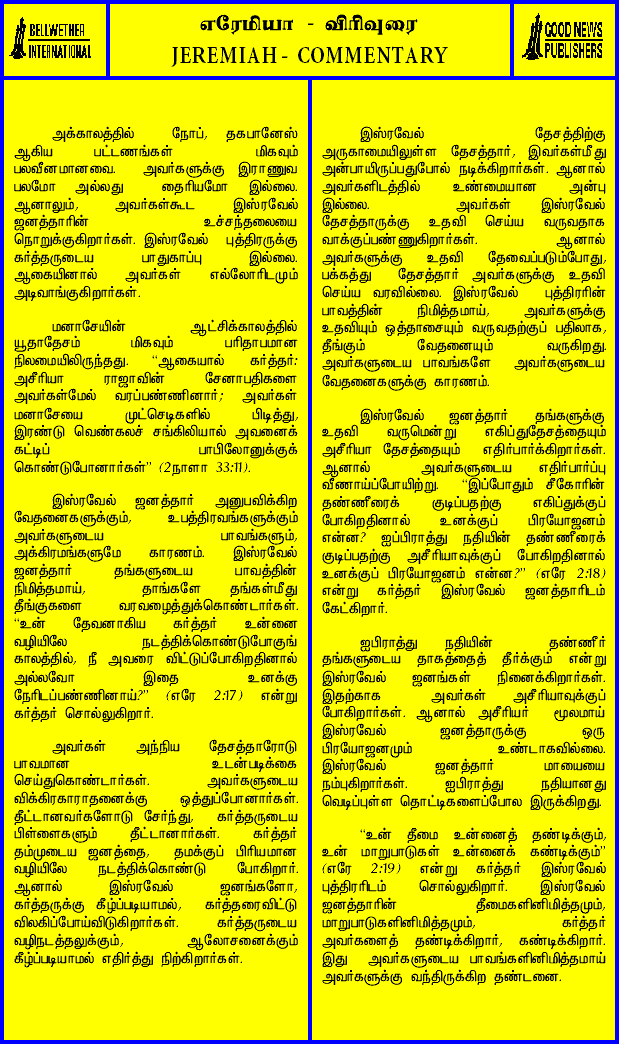 BELLWETHER
INTERNATIONAL
எரேமியா - விரிவுரை
JEREMIAH - COMMENTARY
GOOD NEWS
PUBLISHERS
அக்காலத்தில் நோப், தகபானேஸ்
ஆகிய பட்டணங்கள் மிகவும்
பலவீனமானவை. அவர்களுக்கு இராணுவ
பலமோ அல்லது தைரியமோ இல்லை.
ஆனாலும், அவர்கள்கூட இஸ்ரவேல்
ஜனத்தாரின் உச்சந்தலையை
நொறுக்குகிறார்கள். இஸ்ரவேல் புத்திரருக்கு
கர்த்தருடைய பாதுகாப்பு இல்லை.
ஆகையினால் அவர்கள் எல்லோரிடமும்
அடிவாங்குகிறார்கள்.
மனாசேயின் ஆட்சிக்காலத்தில்
யூதாதேசம் மிகவும் பரிதாபமான
நிலமையிலிருந்தது. “ஆகையால் கர்த்தர்:
அசீரியா ராஜாவின் சேனாபதிகளை
அவர்கள்மேல் வரப்பண்ணினார்; அவர்கள்
மனாசேயை முட்செடிகளில் பிடித்து,
இரண்டு வெண்கலச் சங்கிலியால் அவனைக்
கட்டிப் பாபிலோனுக்குக்
கொண்டுபோனார்கள்” (2நாளா 33:11).
இஸ்ரவேல் ஜனத்தார் அனுபவிக்கிற
வேதனைகளுக்கும், உபத்திரவங்களுக்கும்
அவர்களுடைய பாவங்களும்,
அக்கிரமங்களுமே காரணம். இஸ்ரவேல்
ஜனத்தார் தங்களுடைய பாவத்தின்
நிமித்தமாய், தாங்களே தங்கள்மீது
தீங்குகளை வரவழைத்துக்கொண்டார்கள்.
“உன் தேவனாகிய கர்த்தர் உன்னை
வழியிலே நடத்திக்கொண்டுபோகுங்
காலத்தில், நீ அவரை விட்டுப்போகிறதினால்
அல்லவோ இதை உனக்கு
நேரிடப்பண்ணினாய்?” (எரே 2:17) என்று
கர்த்தர் சொல்லுகிறார்.
அவர்கள் அந்நிய தேசத்தாரோடு
பாவமான உடன்படிக்கை
செய்துகொண்டார்கள். அவர்களுடைய
விக்கிரகாராதனைக்கு ஒத்துப்போனார்கள்.
தீட்டானவர்களோடு சேர்ந்து, கர்த்தருடைய
பிள்ளைகளும் தீட்டானார்கள். கர்த்தர்
தம்முடைய ஜனத்தை, தமக்குப் பிரியமான
வழியிலே நடத்திக்கொண்டு போகிறார்.
ஆனால் இஸ்ரவேல் ஜனங்களோ,
கர்த்தருக்கு கீழ்ப்படியாமல், கர்த்தரைவிட்டு
விலகிப்போய்விடுகிறார்கள். கர்த்தருடைய
வழிநடத்தலுக்கும், ஆலோசனைக்கும்
கீழ்ப்படியாமல் எதிர்த்து நிற்கிறார்கள்.
இஸ்ரவேல் தேசத்திற்கு
அருகாமையிலுள்ள தேசத்தார், இவர்கள்மீது
அன்பாயிருப்பதுபோல் நடிக்கிறார்கள். ஆனால்
அவர்களிடத்தில் உண்மையான அன்பு
இல்லை. அவர்கள் இஸ்ரவேல்
தேசத்தாருக்கு உதவி செய்ய வருவதாக
வாக்குப்பண்ணுகிறார்கள். ஆனால்
அவர்களுக்கு உதவி தேவைப்படும்போது,
பக்கத்து தேசத்தார் அவர்களுக்கு உதவி
செய்ய வரவில்லை. இஸ்ரவேல் புத்திரரின்
பாவத்தின் நிமித்தமாய், அவர்களுக்கு
உதவியும் ஒத்தாசையும் வருவதற்குப் பதிலாக,
தீங்கும் வேதனையும் வருகிறது.
அவர்களுடைய பாவங்களே அவர்களுடைய
வேதனைகளுக்கு காரணம்.
இஸ்ரவேல் ஜனத்தார் தங்களுக்கு
உதவி வருமென்று எகிப்துதேசத்தையும்
அசீரியா தேசத்தையும் எதிர்பார்க்கிறார்கள்.
ஆனால் அவர்களுடைய எதிர்பார்ப்பு
வீணாய்ப்போயிற்று. “இப்போதும் சீகோரின்
தண்ணீரைக் குடிப்பதற்கு எகிப்துக்குப்
போகிறதினால் உனக்குப் பிரயோஜனம்
என்ன? ஐப்பிராத்து நதியின் தண்ணீரைக்
குடிப்பதற்கு அசீரியாவுக்குப் போகிறதினால்
உனக்குப் பிரயோஜனம் என்ன?” (எரே 2:18)
என்று கர்த்தர் இஸ்ரவேல் ஜனத்தாரிடம்
கேட்கிறார்.
ஐபிராத்து நதியின் தண்ணீர்
தங்களுடைய தாகத்தைத் தீர்க்கும் என்று
இஸ்ரவேல் ஜனங்கள் நினைக்கிறார்கள்.
இதற்காக அவர்கள் அசீரியாவுக்குப்
போகிறார்கள். ஆனால் அசீரியர் மூலமாய்
இஸ்ரவேல் ஜனத்தாருக்கு ஒரு
பிரயோஜனமும் உண்டாகவில்லை.
இஸ்ரவேல் ஜனத்தார் மாயையை
நம்புகிறார்கள். ஐபிராத்து நதியானது
வெடிப்புள்ள தொட்டிகளைப்போல இருக்கிறது.
“உன் தீமை உன்னைத் தண்டிக்கும்,
உன் மாறுபாடுகள் உன்னைக் கண்டிக்கும்”
(எரே 2:19) என்று கர்த்தர் இஸ்ரவேல்
புத்திரரிடம் சொல்லுகிறார். இஸ்ரவேல்
ஜனத்தாரின் தீமைகளினிமித்தமும்,
மாறுபாடுகளினிமித்தமும், கர்த்தர்
அவர்களைத் தண்டிக்கிறார், கண்டிக்கிறார்.
இது அவர்களுடைய பாவங்களினிமித்தமாய்
அவர்களுக்கு வந்திருக்கிற தண்டனை.